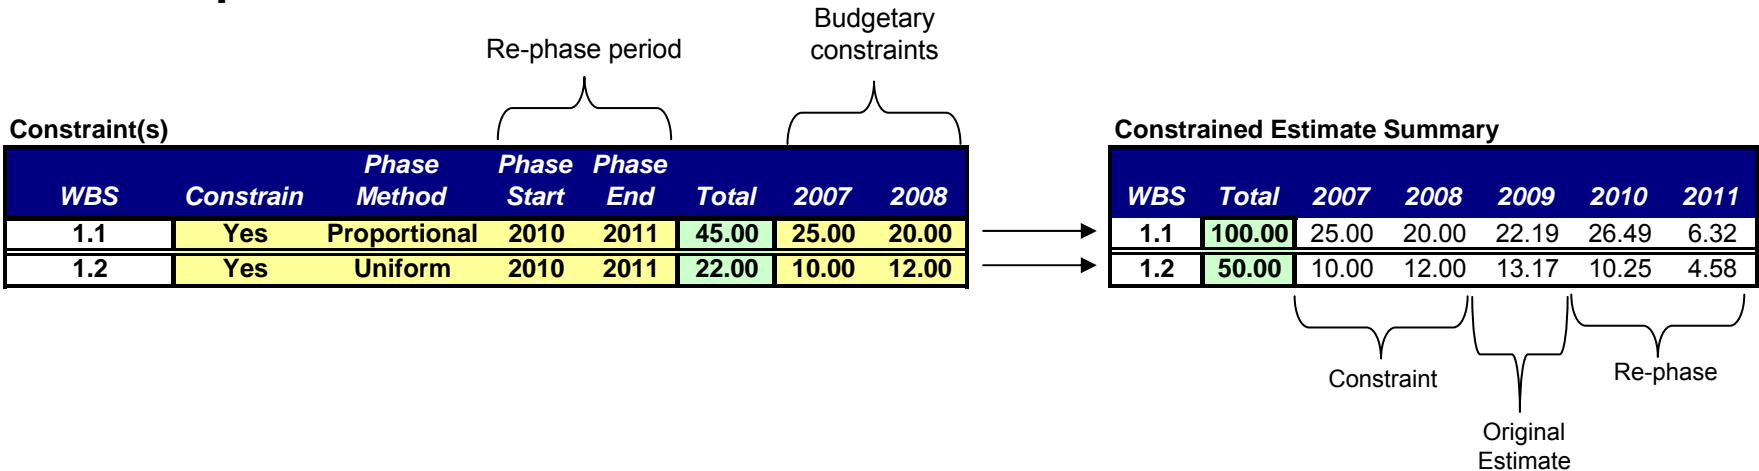 Budgetary
constraints
Re-phase period
Constraint(s)
WBS Constrain Phase Method Phase Start Phase End Total 2007 2008
1.1 Yes Proportional 2010 2011 45.00 25.00 20.00
1.2 Yes Uniform 2010 2011 22.00 10.00 12.00
Constrained Estimate Summary
WBS Total 2007 2008 2009 2010 2011
1.1 100.00 25.00 20.00 22.19 26.49 6.32
1.2 50.00 10.00 12.00 13.17 10.25 4.58
Constraint
Re-phase
Original
Estimate